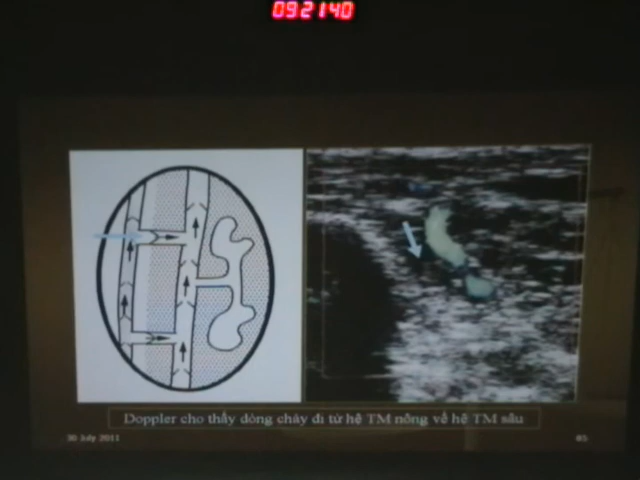 09:21:40
Doppler cho thấy dòng chảy đi từ hệ TM nông về hệ TM sâu
30 July 2011
65